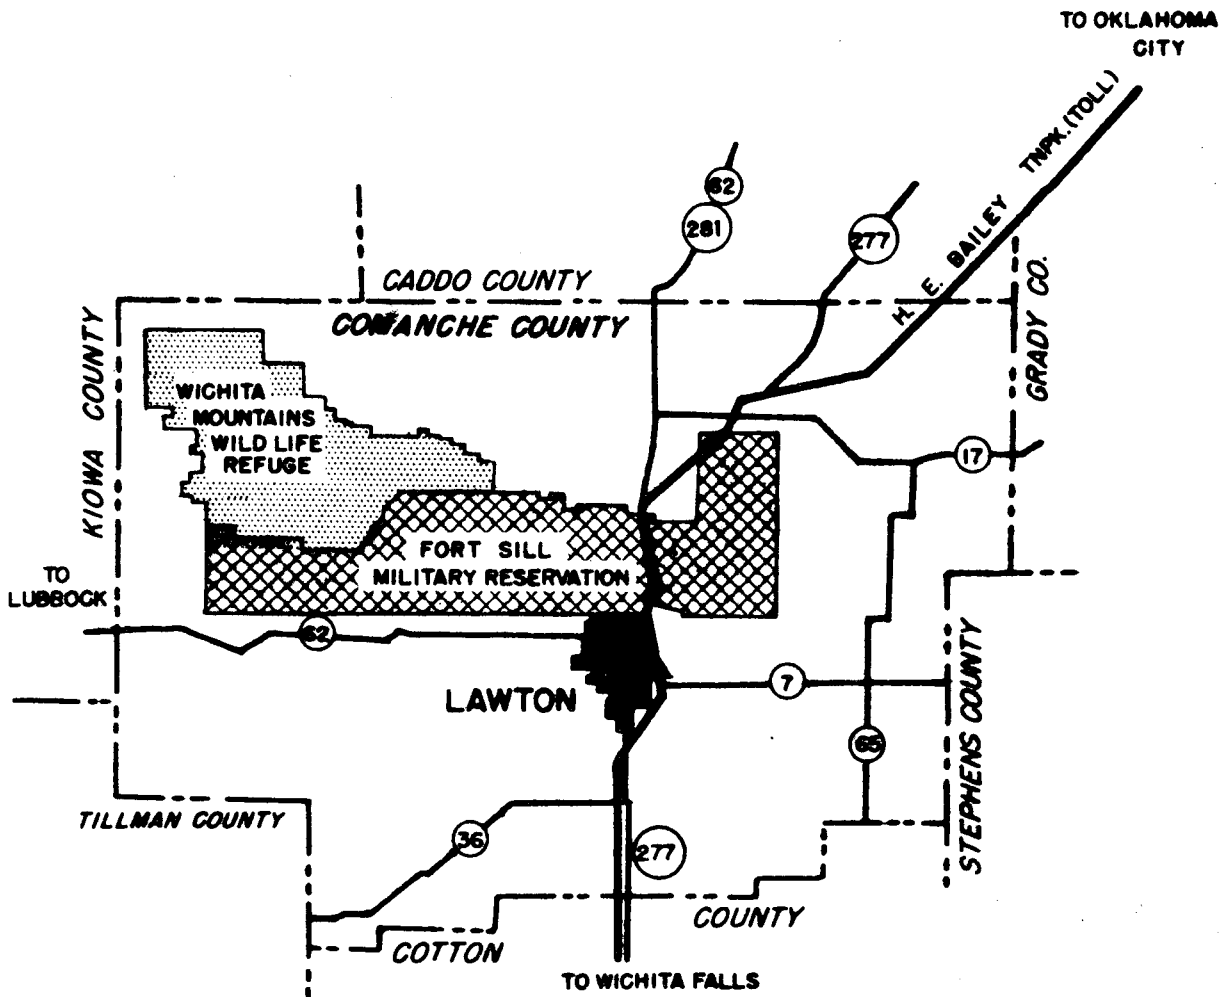 TO OKLAHOMA
CITY
H. E. BAILEY TNPK. (TOLL)
62
281
277
CADDO COUNTY
COMANCHE COUNTY
KIOWA COUNTY
GRADY CO.
WICHITA
MOUNTAINS
WILD LIFE
REFUGE
17
FORT SILL
MILITARY RESERVATION
TO
LUBBOCK
62
LAWTON
7
65
STEPHENS COUNTY
TILLMAN COUNTY
36
277
COTTON
COUNTY
TO WICHITA FALLS